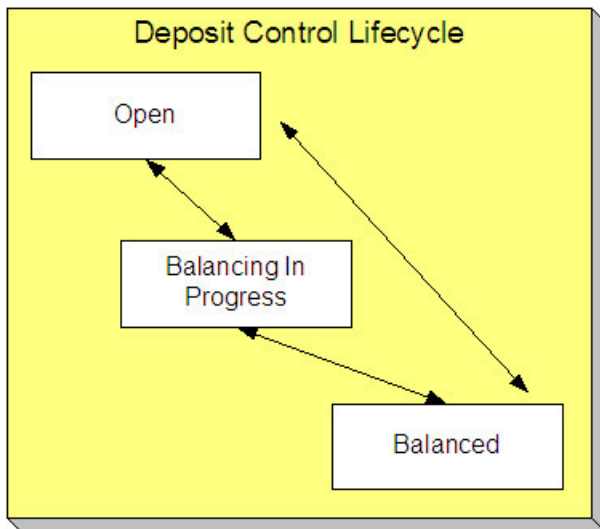 Deposit Control Lifecycle
Open
Balancing In
Progress
Balanced